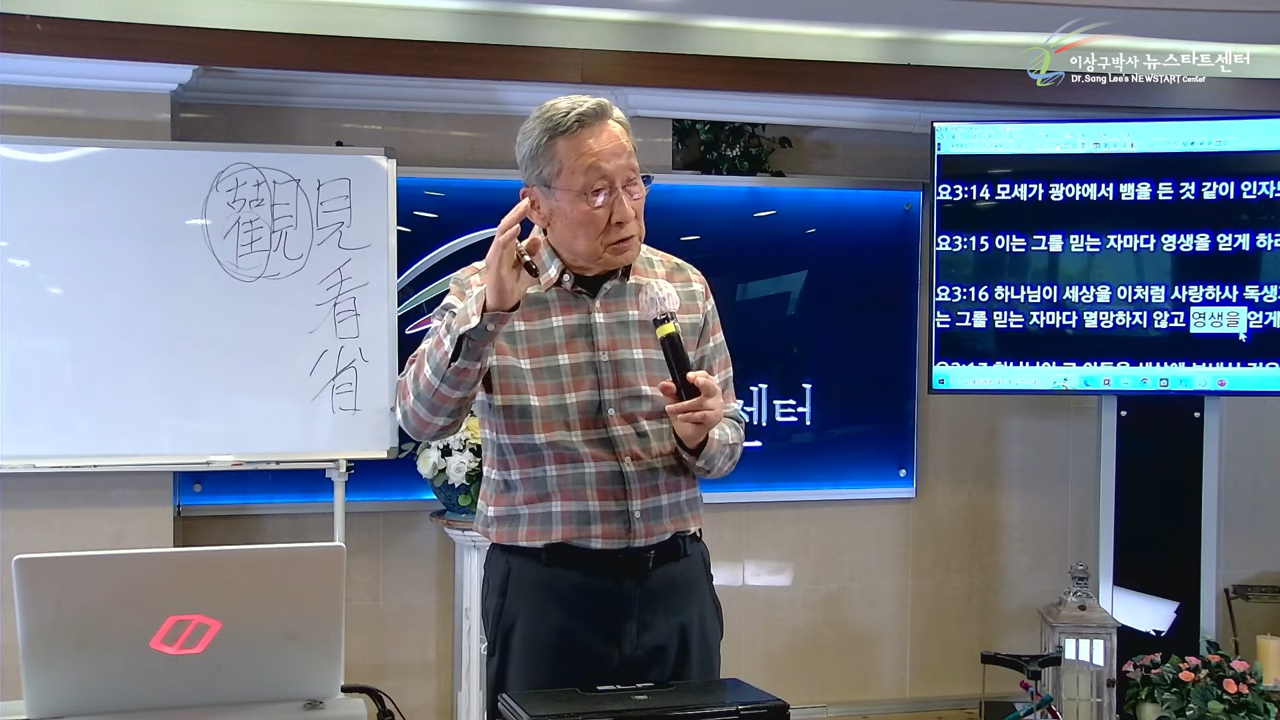 이상구박사 뉴스타트센터
Dr.Sang Lee's NEWSTART Center
觀 見
看
省
센터
요3:14 모세가 광야에서 뱀을 든 것 같이 인자
요3:15 이는 그를 믿는 자마다 영생을 얻게 하려
요3:16 하나님이 세상을 이처럼 사랑하사 독생
는 그를 믿는 자마다 멸망하지 않고 영생을 얻게